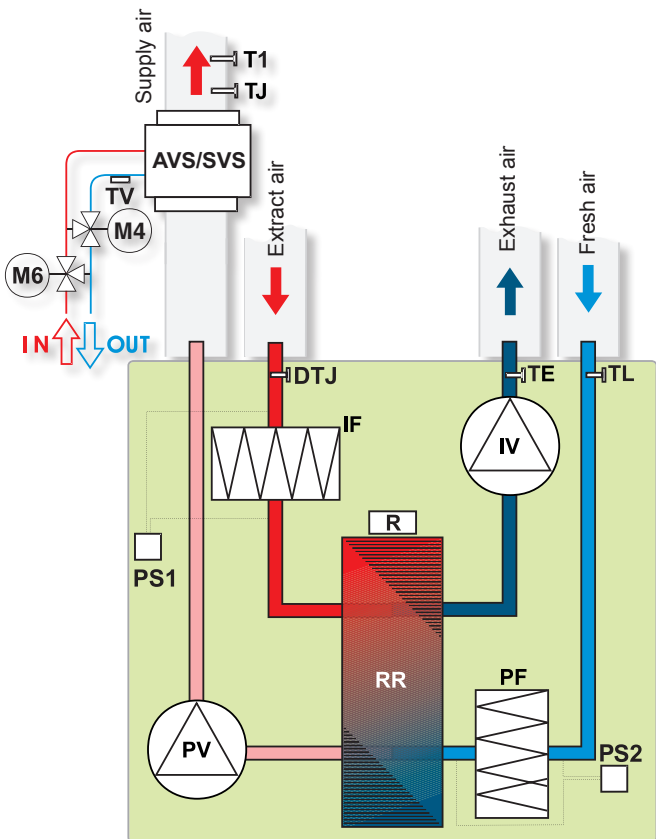 Supply air
T1
TJ
AVS/SVS
TV
M4
M6
IN
OUT
Extract air
Exhaust air
Fresh air
DTJ
TE
TL
IF
IV
R
PS1
RR
PF
PV
PS2